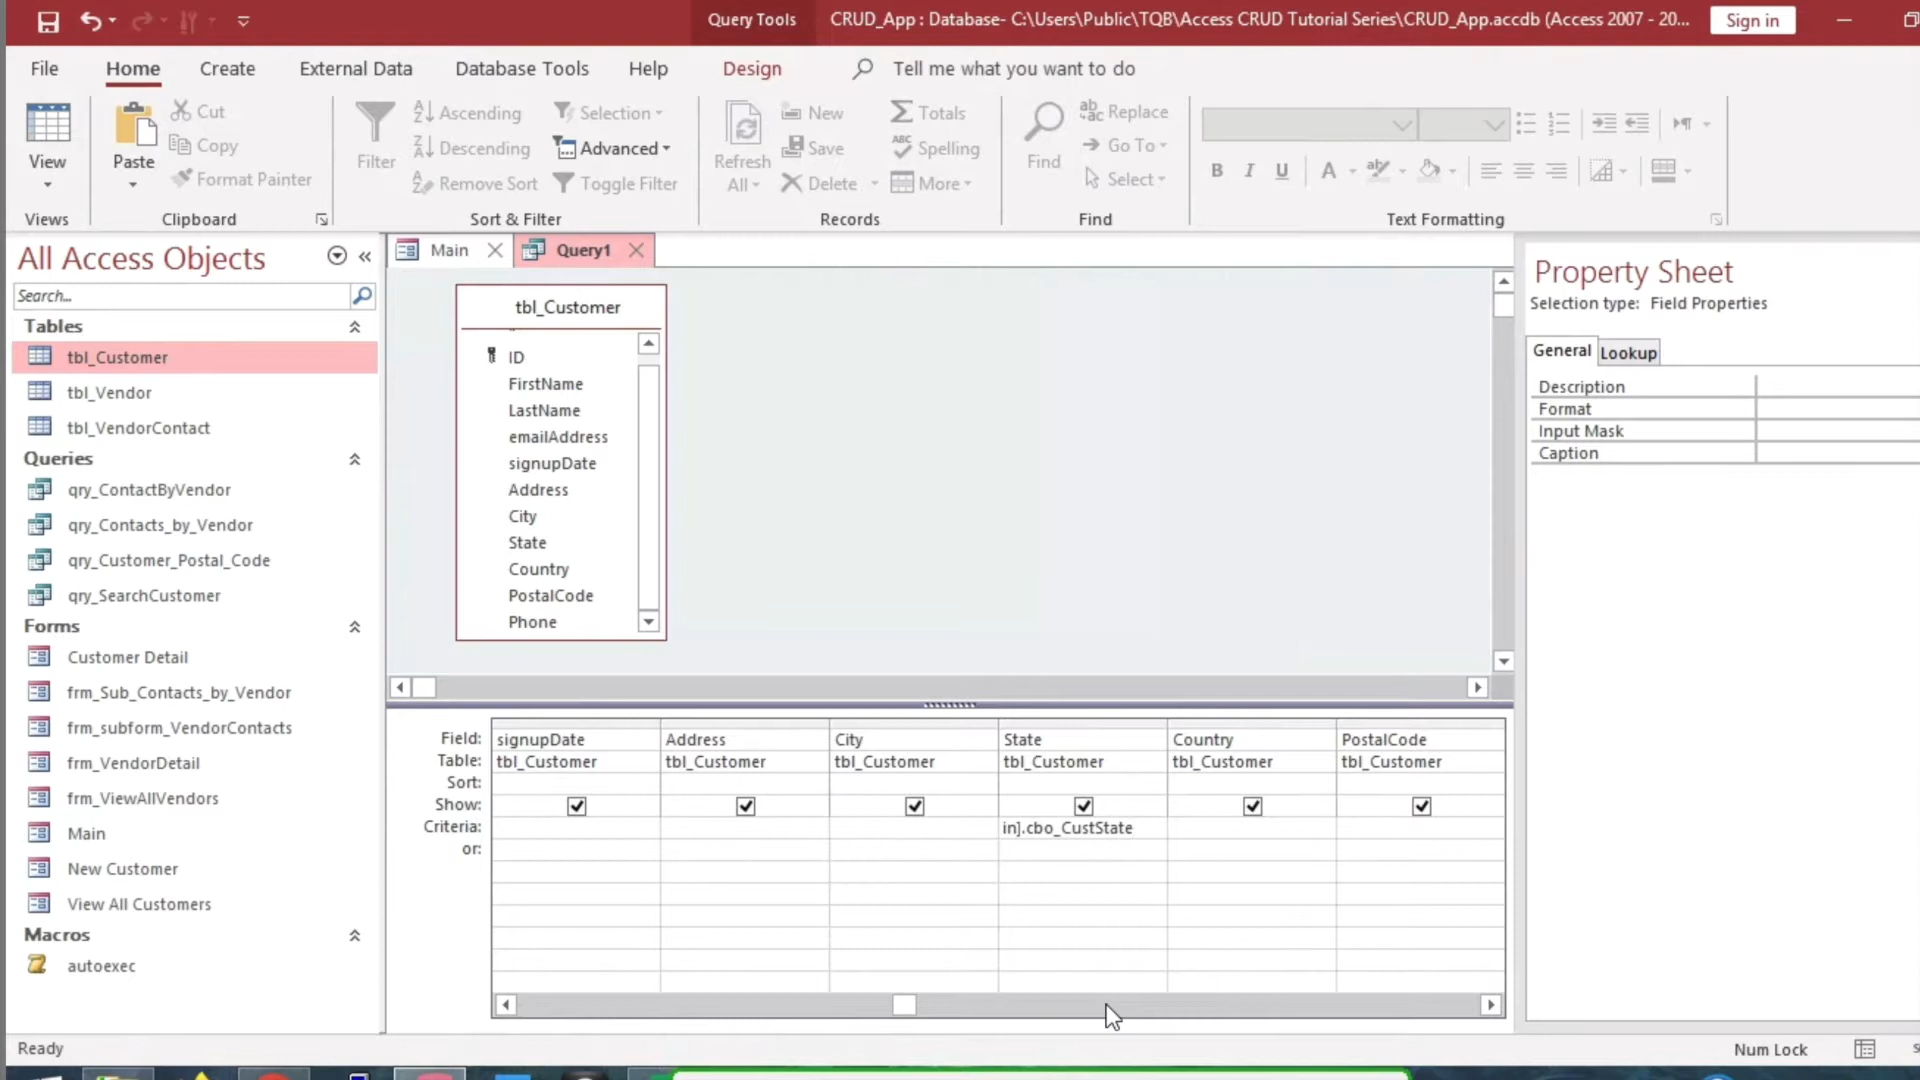 Query Tools
CRUD_App : Database- C:\Users\Public\TQB\Access CRUD Tutorial Series\CRUD_App.accdb (Access 2007 - 20...
Sign in
File Home Create External Data Database Tools Help Design Tell me what you want to do
View
Views
Paste
Cut
Copy
Format Painter
Clipboard
Filter
Ascending
Descending
Remove Sort
Selection
Advanced
Toggle Filter
Sort & Filter
Refresh
All
New
Save
Delete
Totals
Spelling
More
Records
Find
Replace
Go To
Select
Find
B I U A
Text Formatting
All Access Objects
Search...
Tables
tbl_Customer
tbl_Vendor
tbl_VendorContact
Queries
qry_ContactByVendor
qry_Contacts_by_Vendor
qry_Customer_Postal_Code
qry_SearchCustomer
Forms
Customer Detail
frm_Sub_Contacts_by_Vendor
frm_subform_VendorContacts
frm_VendorDetail
frm_ViewAllVendors
Main
New Customer
View All Customers
Macros
autoexec
Main
Query1
tbl_Customer
ID
FirstName
LastName
emailAddress
signupDate
Address
City
State
Country
PostalCode
Phone
Field: signupDate Address City State Country PostalCode
Table: tbl_Customer tbl_Customer tbl_Customer tbl_Customer tbl_Customer tbl_Customer
Sort:
Show:
Criteria: in].cbo_CustState
or:
Property Sheet
Selection type: Field Properties
General Lookup
Description
Format
Input Mask
Caption
Ready
Num Lock